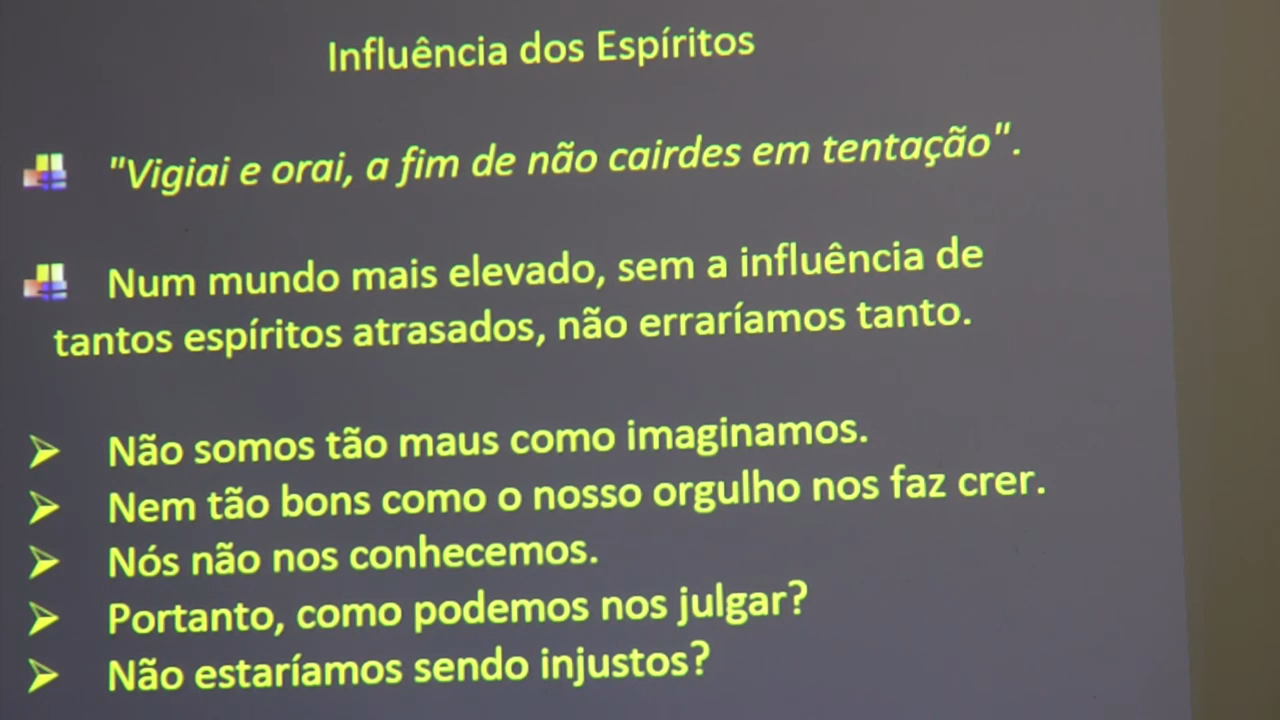 Influência dos Espíritos
"Vigiai e orai, a fim de não cairdes em tentação".
Num mundo mais elevado, sem a influência de
tantos espíritos atrasados, não erraríamos tanto.
Não somos tão maus como imaginamos.
Nem tão bons como o nosso orgulho nos faz crer.
Nós não nos conhecemos.
Portanto, como podemos nos julgar?
Não estaríamos sendo injustos?